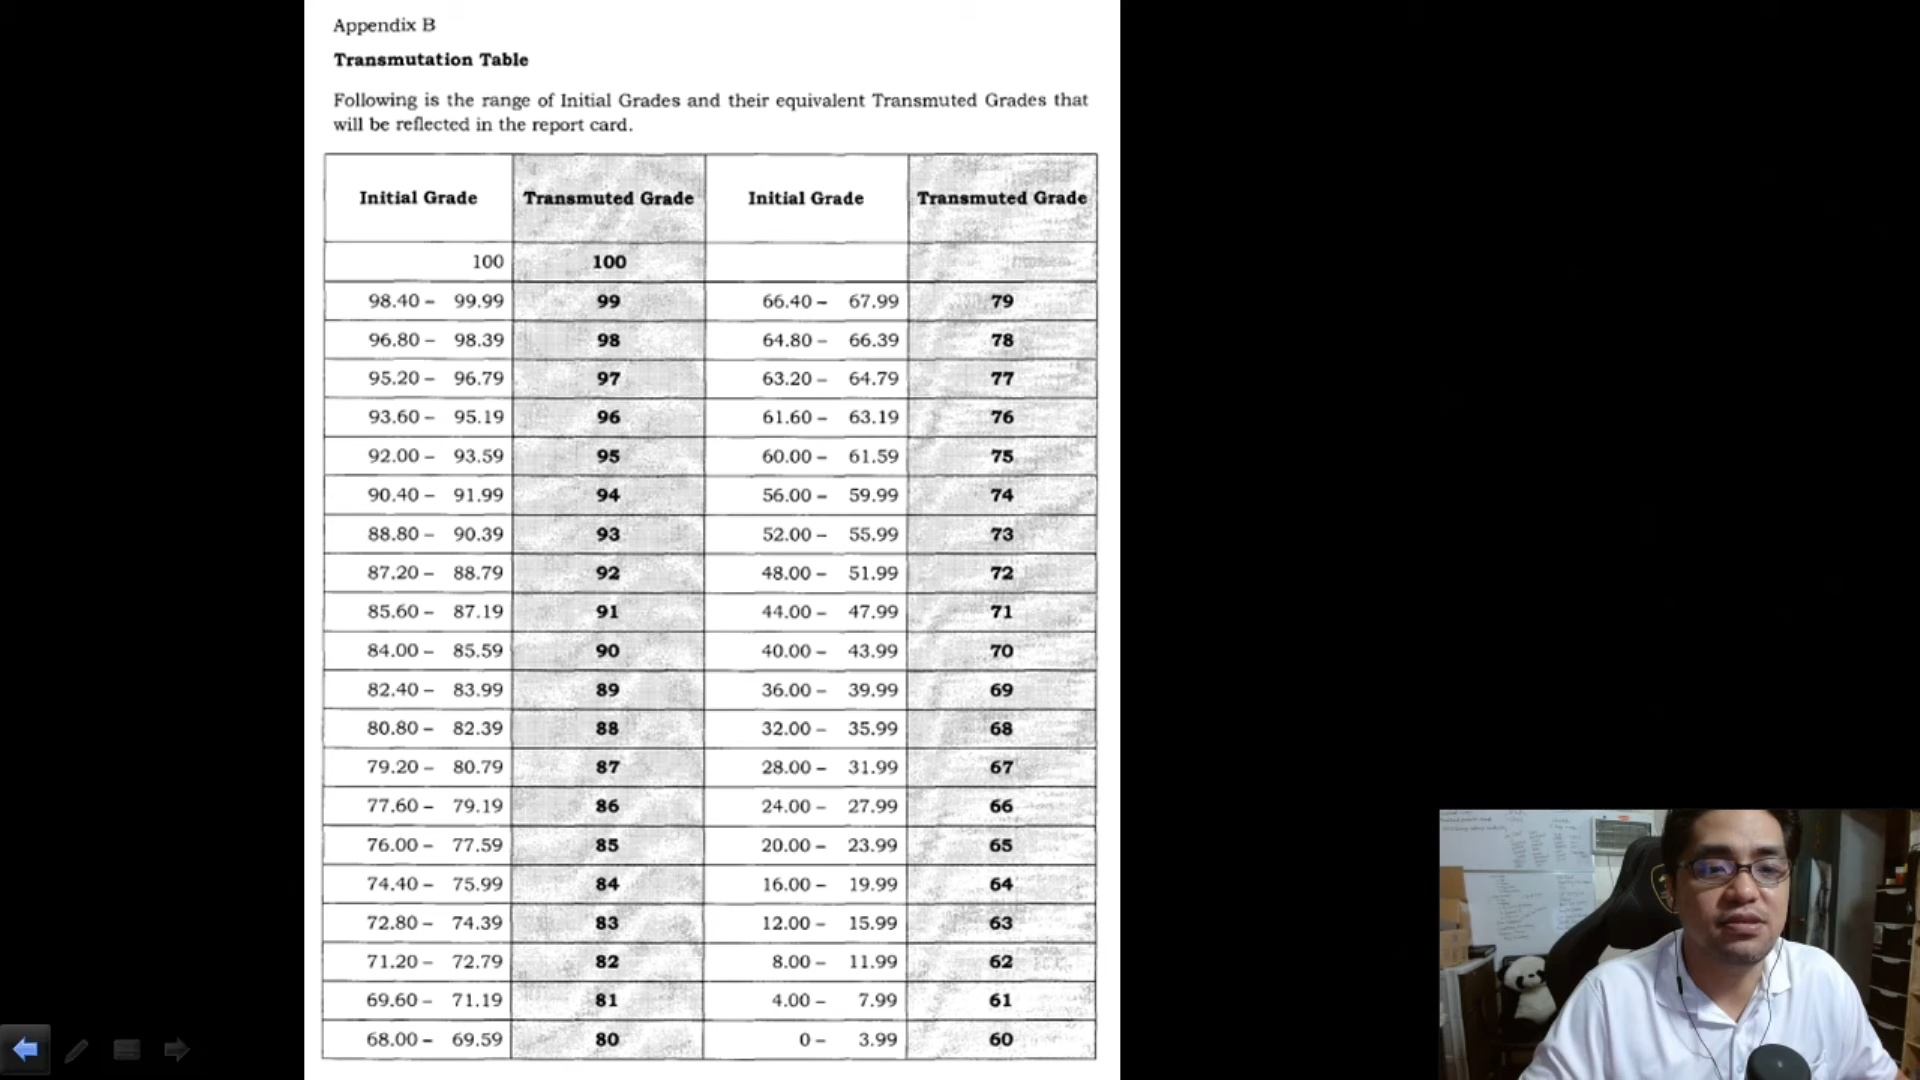 Appendix B
Transmutation Table
Following is the range of Initial Grades and their equivalent Transmuted Grades that
will be reflected in the report card.
Initial Grade Transmuted Grade Initial Grade Transmuted Grade
100 100
98.40 – 99.99 99 66.40 – 67.99 79
96.80 – 98.39 98 64.80 – 66.39 78
95.20 – 96.79 97 63.20 – 64.79 77
93.60 – 95.19 96 61.60 – 63.19 76
92.00 – 93.59 95 60.00 – 61.59 75
90.40 – 91.99 94 56.00 – 59.99 74
88.80 – 90.39 93 52.00 – 55.99 73
87.20 – 88.79 92 48.00 – 51.99 72
85.60 – 87.19 91 44.00 – 47.99 71
84.00 – 85.59 90 40.00 – 43.99 70
82.40 – 83.99 89 36.00 – 39.99 69
80.80 – 82.39 88 32.00 – 35.99 68
79.20 – 80.79 87 28.00 – 31.99 67
77.60 – 79.19 86 24.00 – 27.99 66
76.00 – 77.59 85 20.00 – 23.99 65
74.40 – 75.99 84 16.00 – 19.99 64
72.80 – 74.39 83 12.00 – 15.99 63
71.20 – 72.79 82 8.00 – 11.99 62
69.60 – 71.19 81 4.00 – 7.99 61
68.00 – 69.59 80 0 – 3.99 60